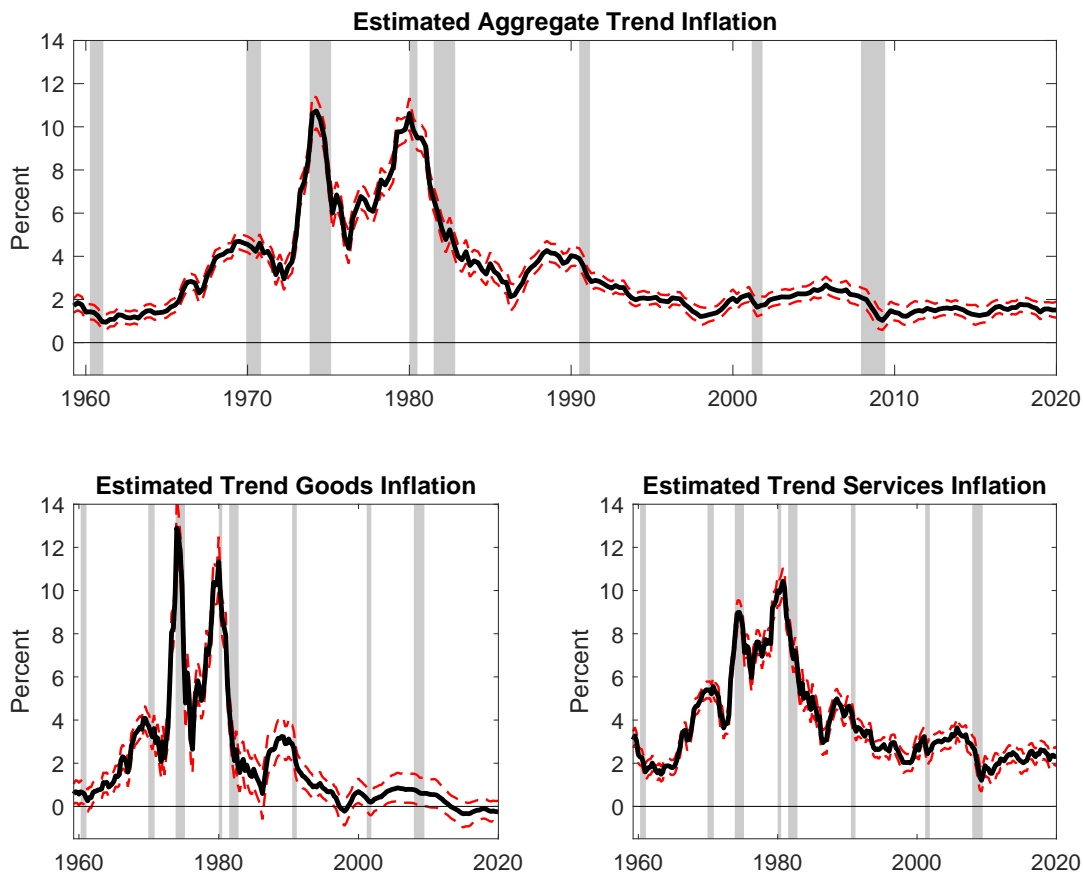 Estimated Aggregate Trend Inflation
14
12
10
8
6
4
2
0
Percent
1960 1970 1980 1990 2000 2010 2020
Estimated Trend Goods Inflation
14
12
10
8
6
4
2
0
Percent
1960 1980 2000 2020
Estimated Trend Services Inflation
14
12
10
8
6
4
2
0
Percent
1960 1980 2000 2020